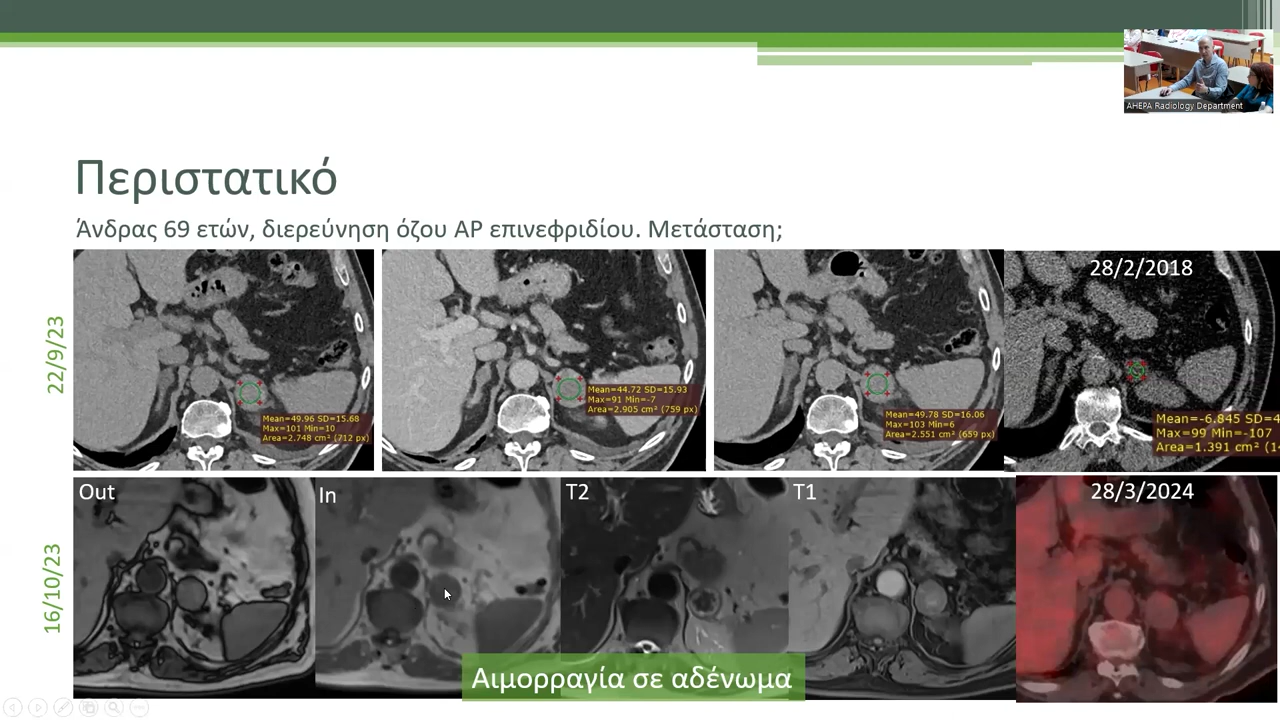 AHEPA Radiology Department
Περιστατικό
Άνδρας 69 ετών, διερεύνηση όζου ΑΡ επινεφριδίου. Μετάσταση;
22/9/23
Mean=49.96 SD=15.68
Max=101 Min=10
Area=2.748 cm² (712 px)
Mean=44.72 SD=15.93
Max=91 Min=-7
Area=2.905 cm² (759 px)
Mean=49.78 SD=16.06
Max=103 Min=6
Area=2.551 cm² (659 px)
28/2/2018
Mean=-6.845 SD=4
Max=99 Min=-107
Area=1.391 cm² (1
16/10/23
Out
In
T2
T1
28/3/2024
Αιμορραγία σε αδένωμα